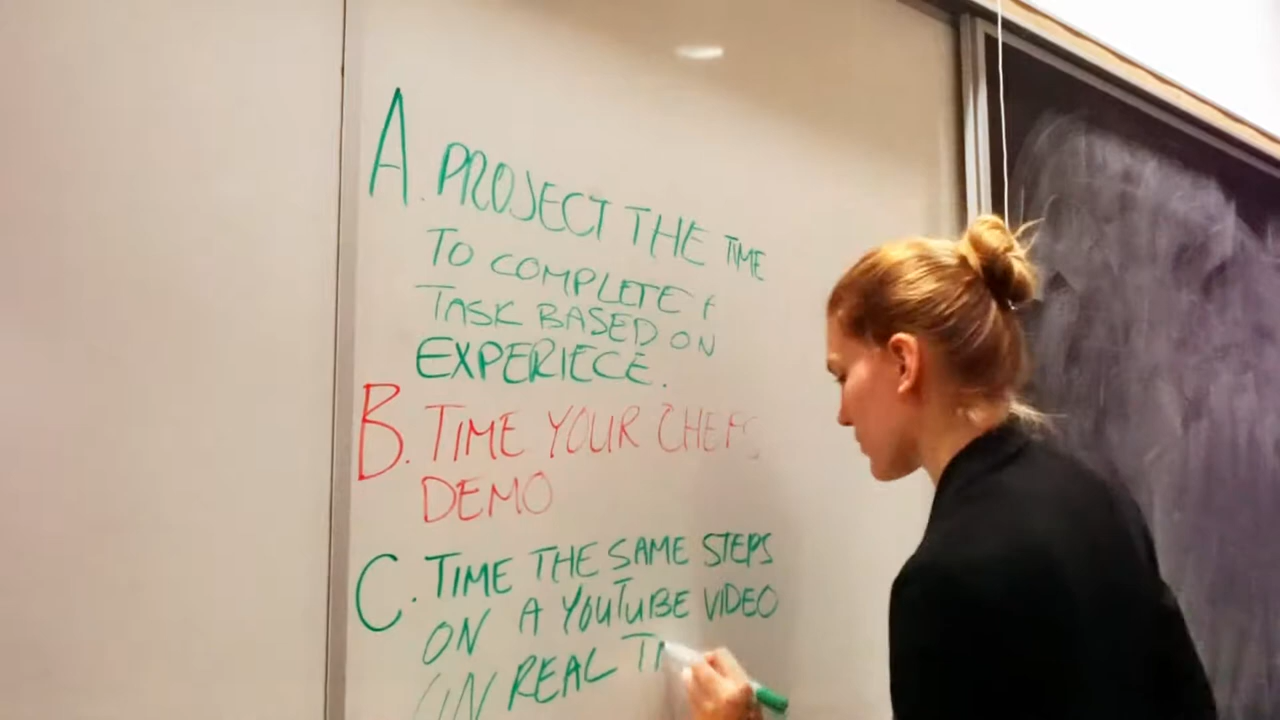 A. PROJECT THE TIME
TO COMPLETE A
TASK BASED ON
EXPERIECE.
B. TIME YOUR CHEFS
DEMO
C. TIME THE SAME STEPS
ON A YOUTUBE VIDEO
(IN REAL TI